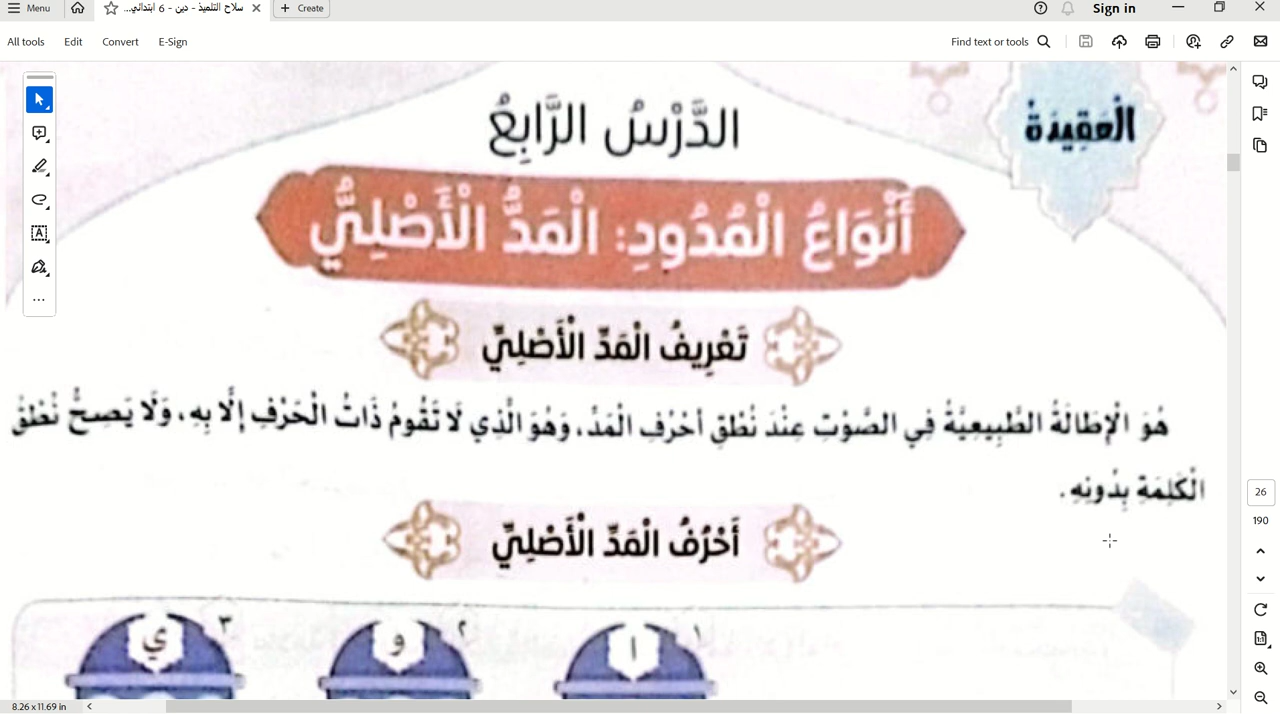 Menu
سلاح التلميذ - دين - 6 ابتدائي...
Create
Sign in
All tools
Edit
Convert
E-Sign
Find text or tools
العَقِيدَةُ
الدَّرْسُ الرَّابِعُ
أَنْوَاعُ الْمُدُودِ: الْمَدُّ الْأَصْلِيُّ
تَعْرِيفُ الْمَدِّ الْأَصْلِيِّ
هُوَ الْإِطَالَةُ الطَّبِيعِيَّةُ فِي الصَّوْتِ عِنْدَ نُطْقِ أَحْرُفِ الْمَدِّ، وَهُوَ الَّذِي لَا تَقُومُ ذَاتُ الْحَرْفِ إِلَّا بِهِ، وَلَا يَصِحُّ نُطْقُ
الْكَلِمَةِ بِدُونِهِ.
26
190
أَحْرُفُ الْمَدِّ الْأَصْلِيِّ
١ ا
٢ و
٣ ي
8.26 x 11.69 in